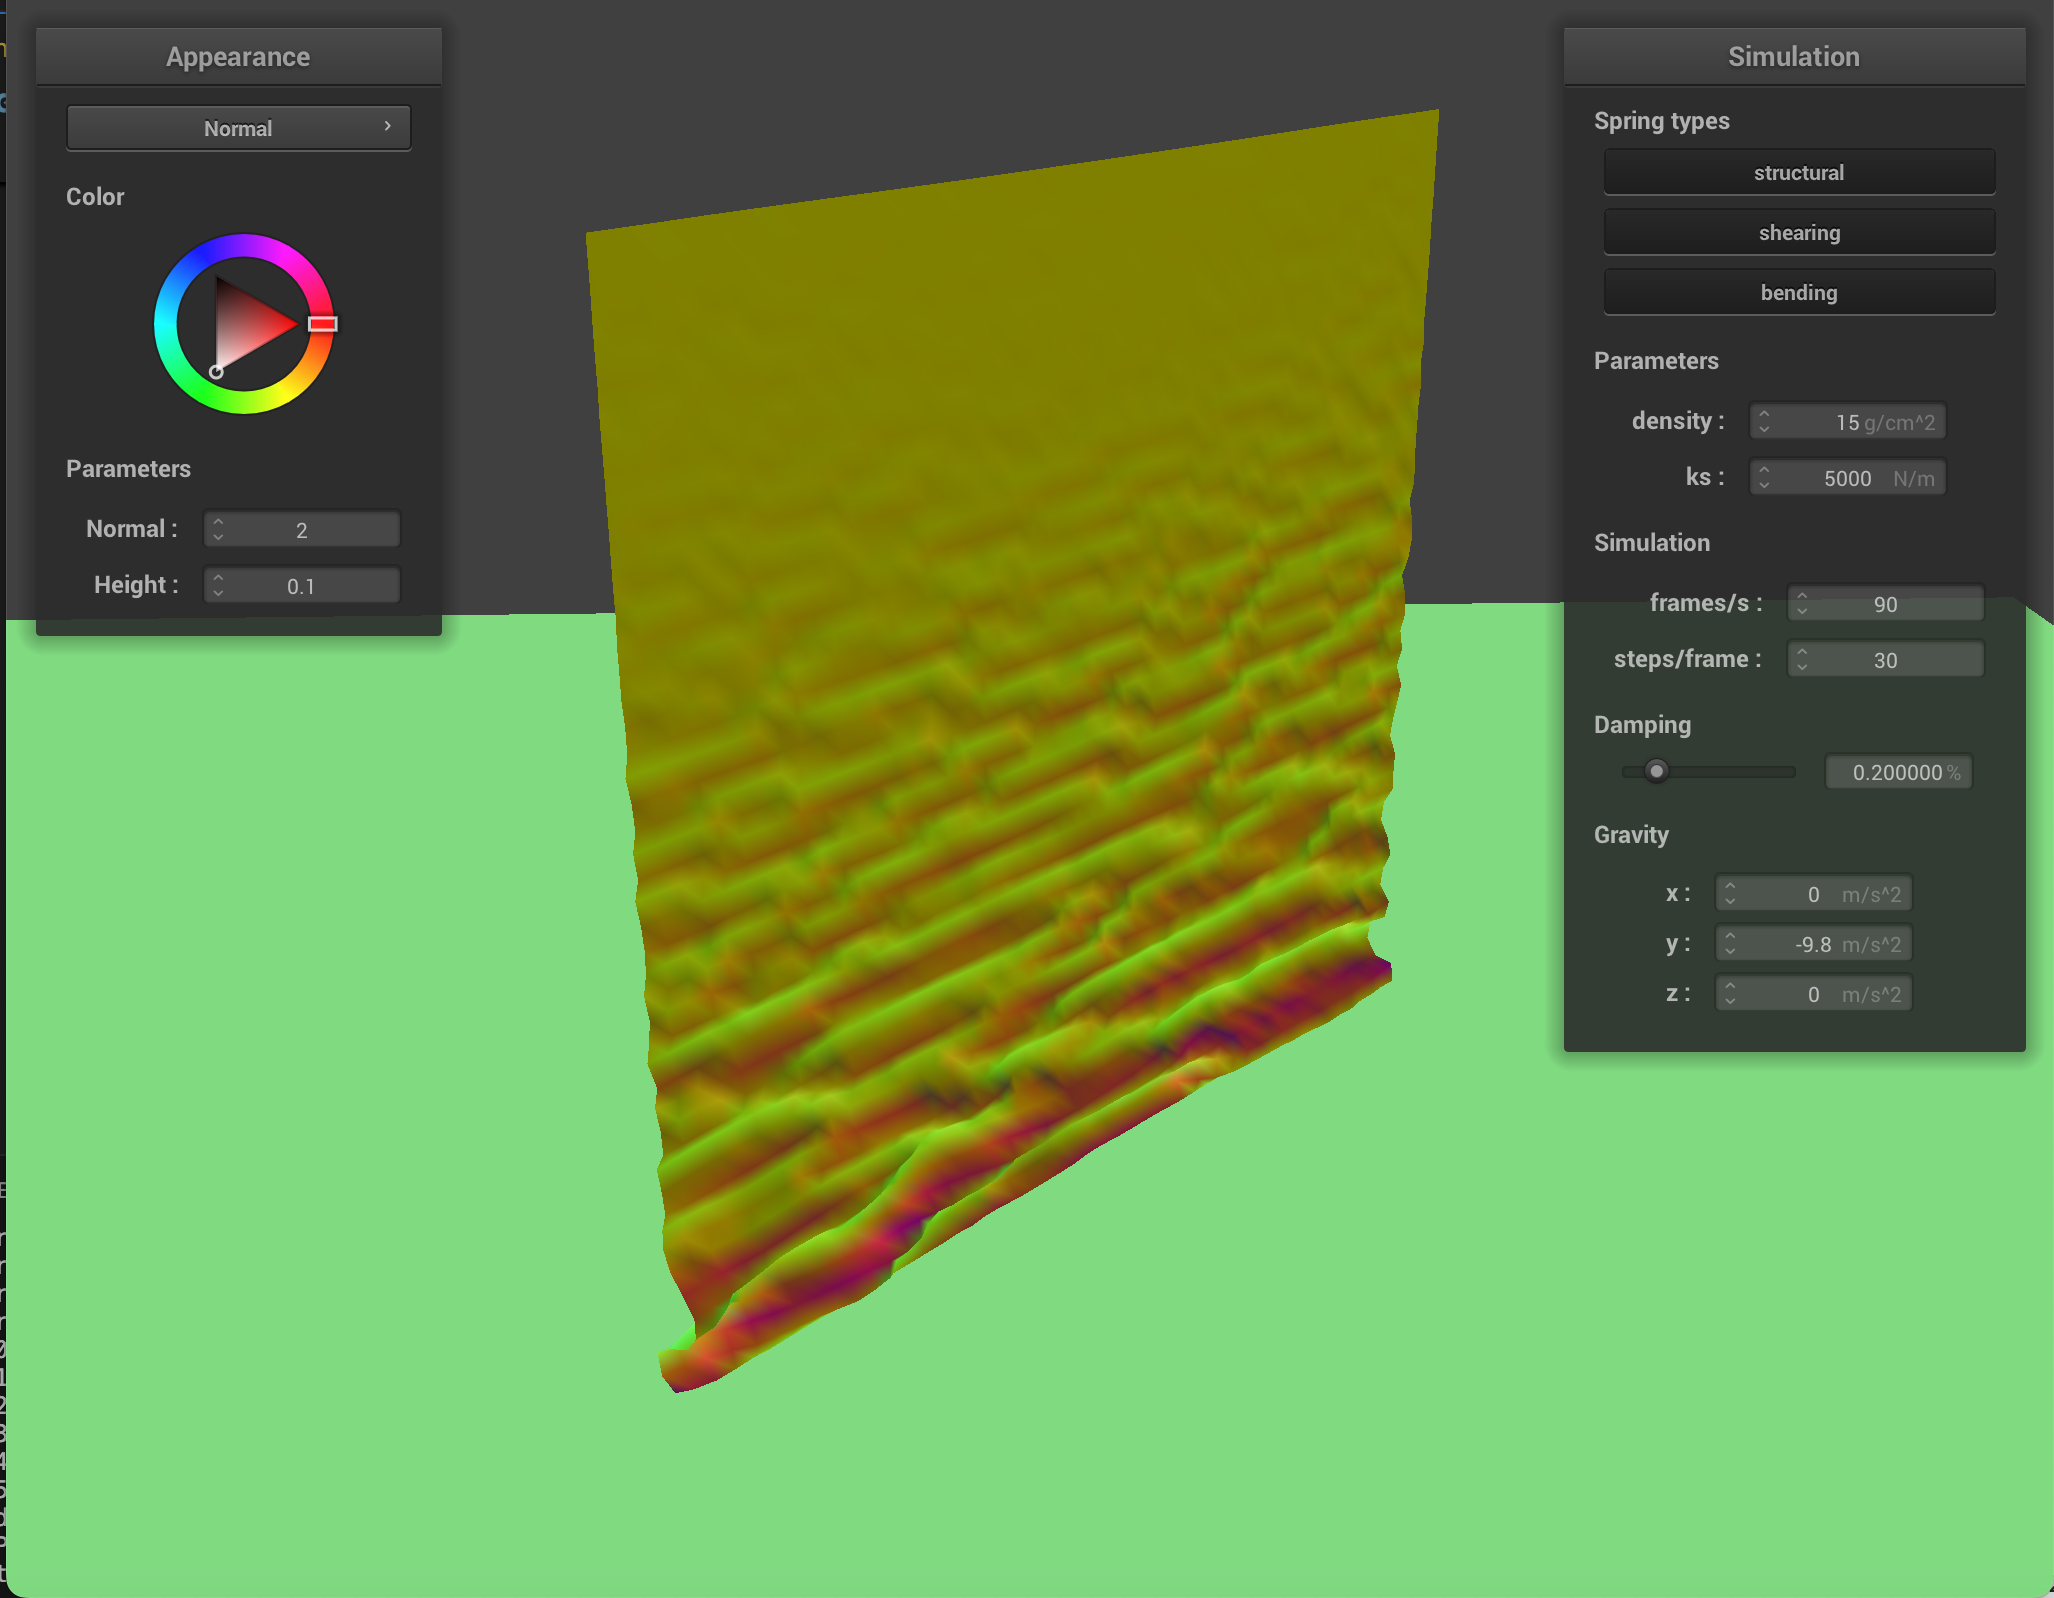 Appearance
Normal
Color
Parameters
Normal : 2
Height : 0.1
Simulation
Spring types
structural
shearing
bending
Parameters
density : 15 g/cm^2
ks : 5000 N/m
Simulation
frames/s : 90
steps/frame : 30
Damping
0.200000 %
Gravity
x : 0 m/s^2
y : -9.8 m/s^2
z : 0 m/s^2